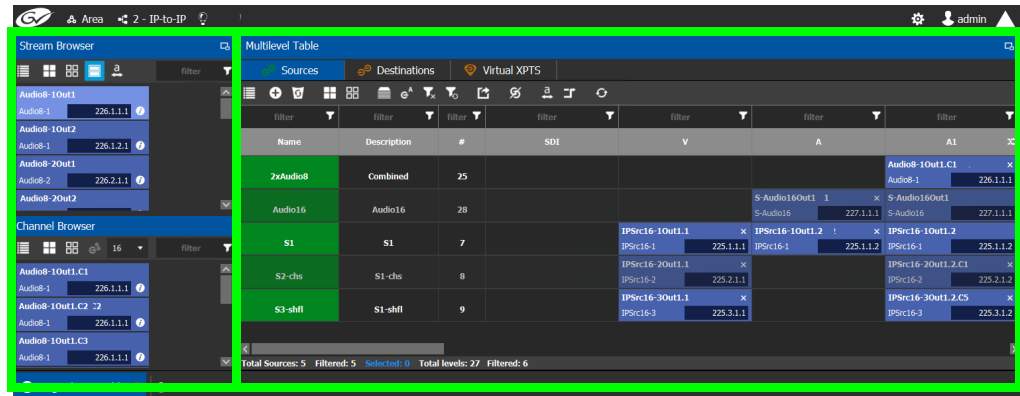 GV Area 2 - IP-to-IP admin
Stream Browser
filter
Audio8-1Out1
Audio8-1 226.1.1.1
Audio8-1Out2
Audio8-1 226.1.2.1
Audio8-2Out1
Audio8-2 226.2.1.1
Audio8-2Out2
Channel Browser
16 filter
Audio8-1Out1.C1
Audio8-1 226.1.1.1
Audio8-1Out1.C2
Audio8-1 226.1.1.1
Audio8-1Out1.C3
Audio8-1 226.1.1.1
Multilevel Table
Sources Destinations Virtual XPTS
filter filter filter filter filter filter filter
Name Description # SDI V A A1
2xAudio8 Combined 25 Audio8-1Out1.C1 x
Audio8-1 226.1.1.1
Audio16 Audio16 28 S-Audio16Out1 1 x S-Audio16Out1
S-Audio16 227.1.1.1 S-Audio16 227.1.1.1
S1 S1 7 IPSrc16-1Out1.1 x IPSrc16-1Out1.2 x IPSrc16-1Out1.2 x
IPSrc16-1 225.1.1.1 IPSrc16-1 225.1.1.2 IPSrc16-1 225.1.1.2
S2-chs S1-chs 8 IPSrc16-2Out1.1 x IPSrc16-2Out1.2.C1 x
IPSrc16-2 225.2.1.1 IPSrc16-2 225.2.1.2
S3-shfl S1-shfl 9 IPSrc16-3Out1.1 x IPSrc16-3Out1.2.C5 x
IPSrc16-3 225.3.1.1 IPSrc16-3 225.3.1.2
Total Sources: 5 Filtered: 5 Selected: 0 Total levels: 27 Filtered: 6